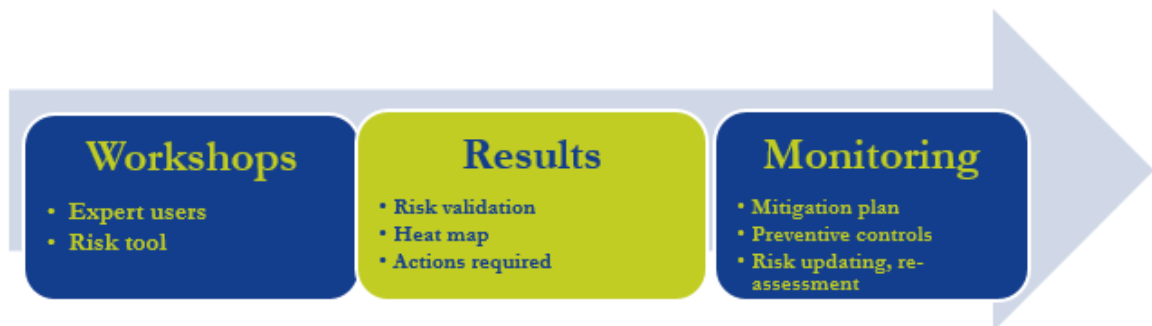 Workshops
• Expert users
• Risk tool
Results
• Risk validation
• Heat map
• Actions required
Monitoring
• Mitigation plan
• Preventive controls
• Risk updating, re-
assessment